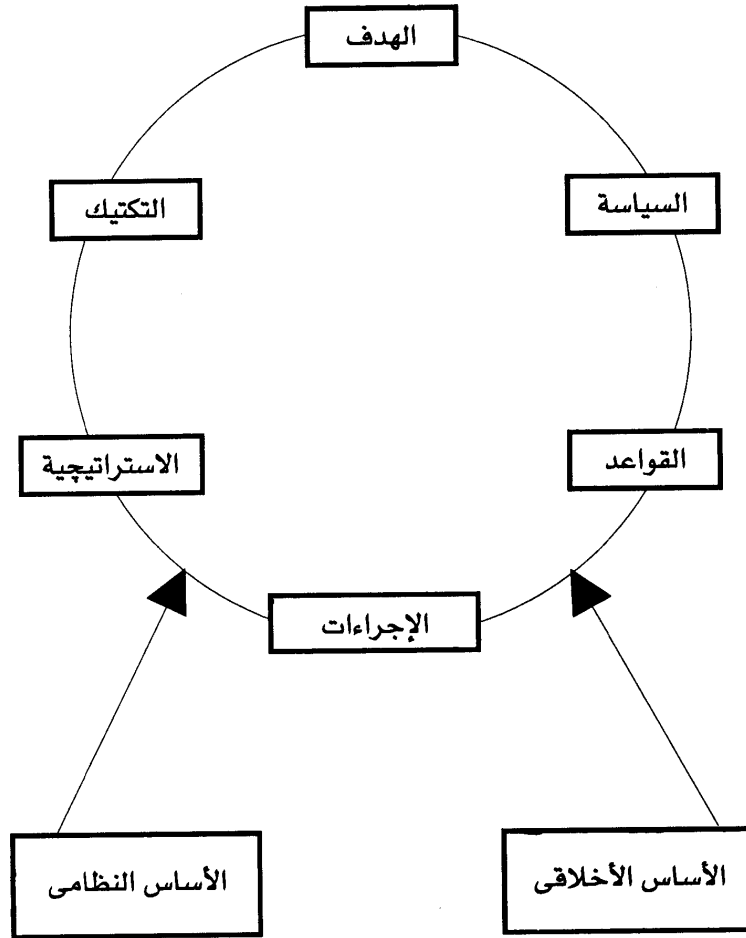 الهدف
السياسة
التكتيك
القواعد
الاستراتيچية
الإجراءات
الأساس الأخلاقى
الأساس النظامى